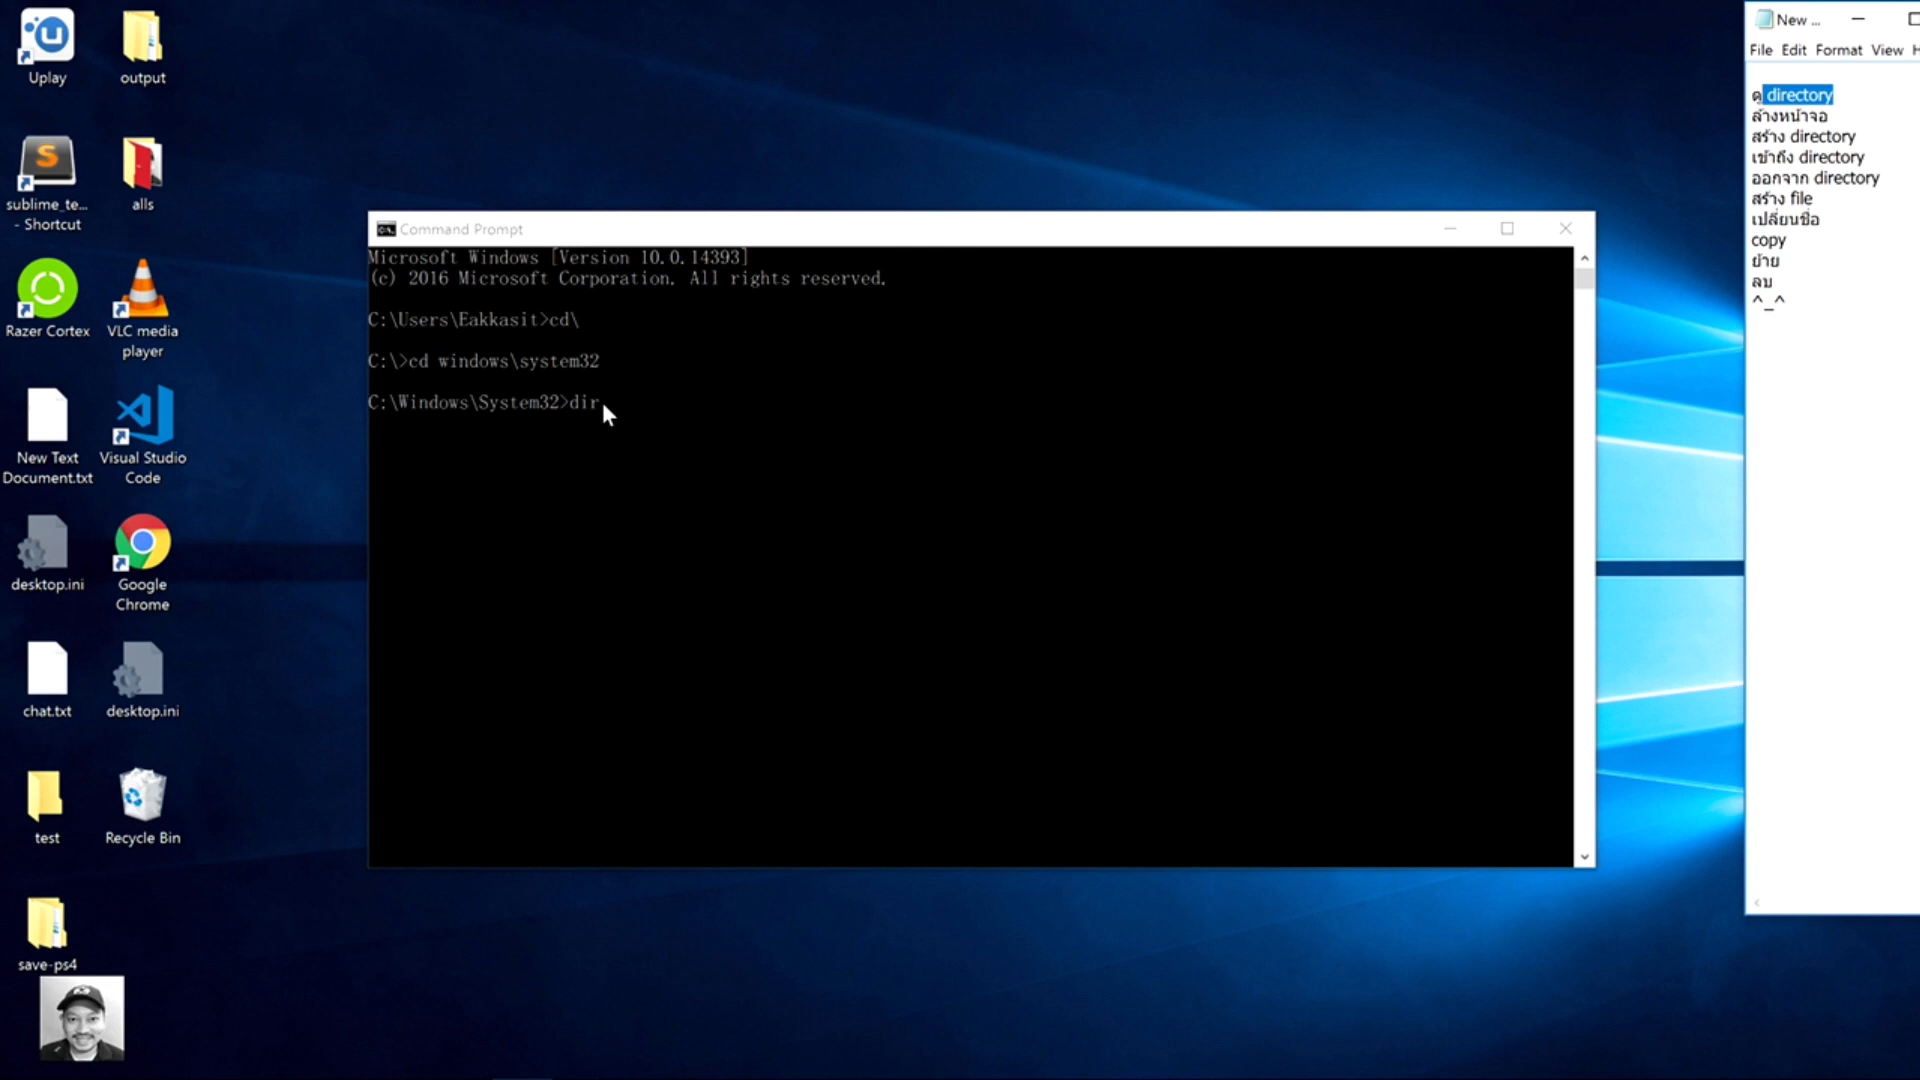 Uplay
output
sublime_te...
- Shortcut
alls
Razer Cortex
VLC media
player
New Text
Document.txt
Visual Studio
Code
desktop.ini
Google
Chrome
chat.txt
desktop.ini
test
Recycle Bin
save-ps4
Command Prompt
Microsoft Windows [Version 10.0.14393]
(c) 2016 Microsoft Corporation. All rights reserved.
C:\Users\Eakkasit>cd\
C:\>cd windows\system32
C:\Windows\System32>dir
New ...
File Edit Format View H
ดู directory
ล้างหน้าจอ
สร้าง directory
เข้าถึง directory
ออกจาก directory
สร้าง file
เปลี่ยนชื่อ
copy
ย้าย
ลบ
^_^